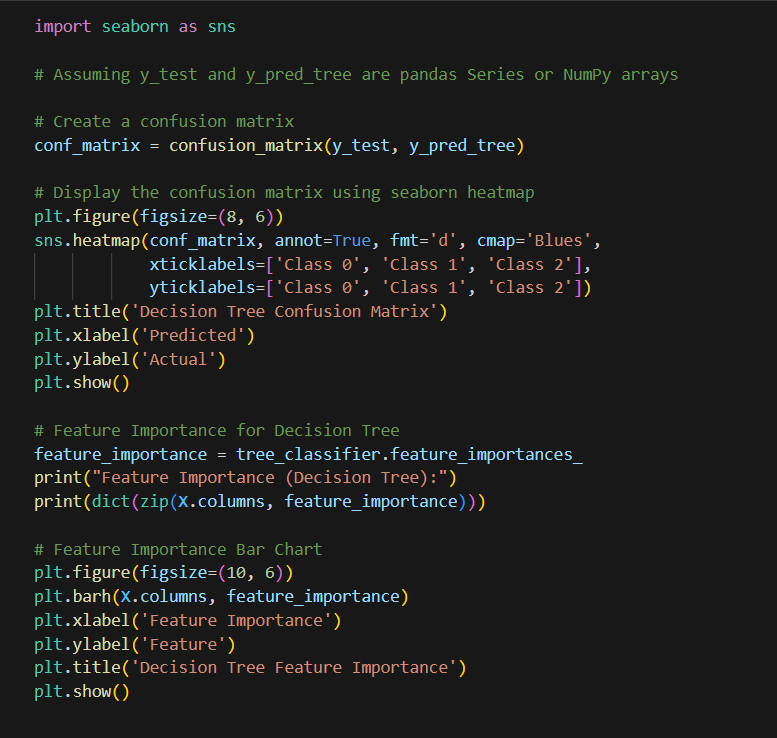 import seaborn as sns
# Assuming y_test and y_pred_tree are pandas Series or NumPy arrays
# Create a confusion matrix
conf_matrix = confusion_matrix(y_test, y_pred_tree)
# Display the confusion matrix using seaborn heatmap
plt.figure(figsize=(8, 6))
sns.heatmap(conf_matrix, annot=True, fmt='d', cmap='Blues',
            xticklabels=['Class 0', 'Class 1', 'Class 2'],
            yticklabels=['Class 0', 'Class 1', 'Class 2'])
plt.title('Decision Tree Confusion Matrix')
plt.xlabel('Predicted')
plt.ylabel('Actual')
plt.show()
# Feature Importance for Decision Tree
feature_importance = tree_classifier.feature_importances_
print("Feature Importance (Decision Tree):")
print(dict(zip(X.columns, feature_importance)))
# Feature Importance Bar Chart
plt.figure(figsize=(10, 6))
plt.barh(X.columns, feature_importance)
plt.xlabel('Feature Importance')
plt.ylabel('Feature')
plt.title('Decision Tree Feature Importance')
plt.show()